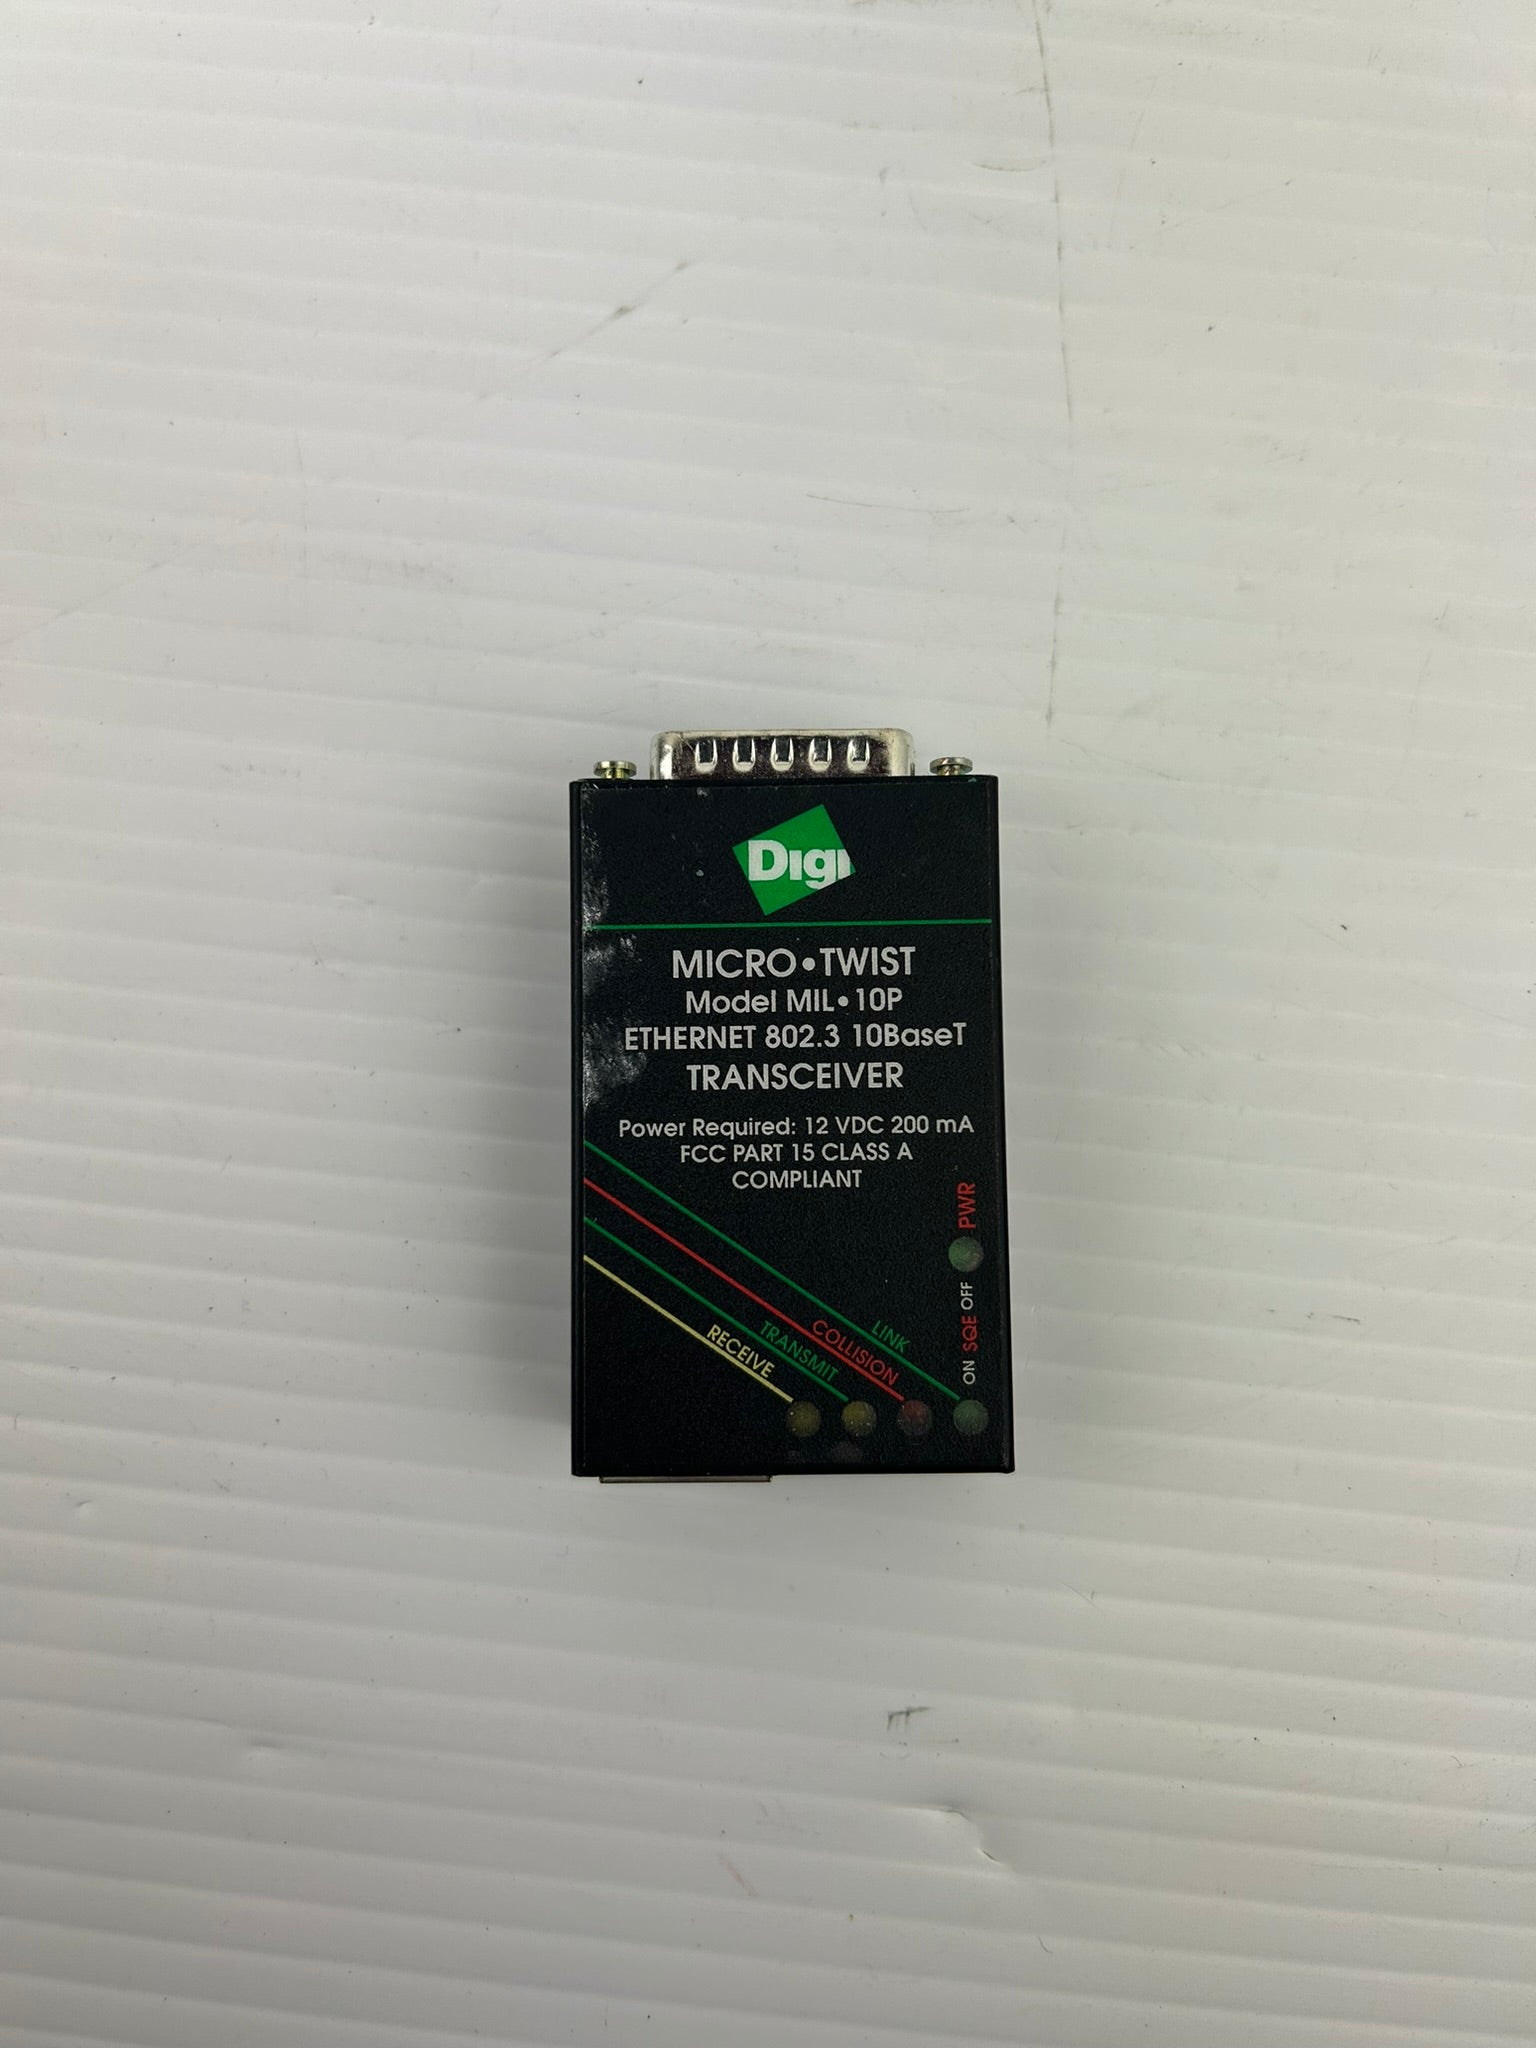 Digi
MICRO•TWIST
Model MIL•10P
ETHERNET 802.3 10BaseT
TRANSCEIVER
Power Required: 12 VDC 200 mA
FCC PART 15 CLASS A
COMPLIANT
PWR
ON SQE OFF
LINK
COLLISION
TRANSMIT
RECEIVE